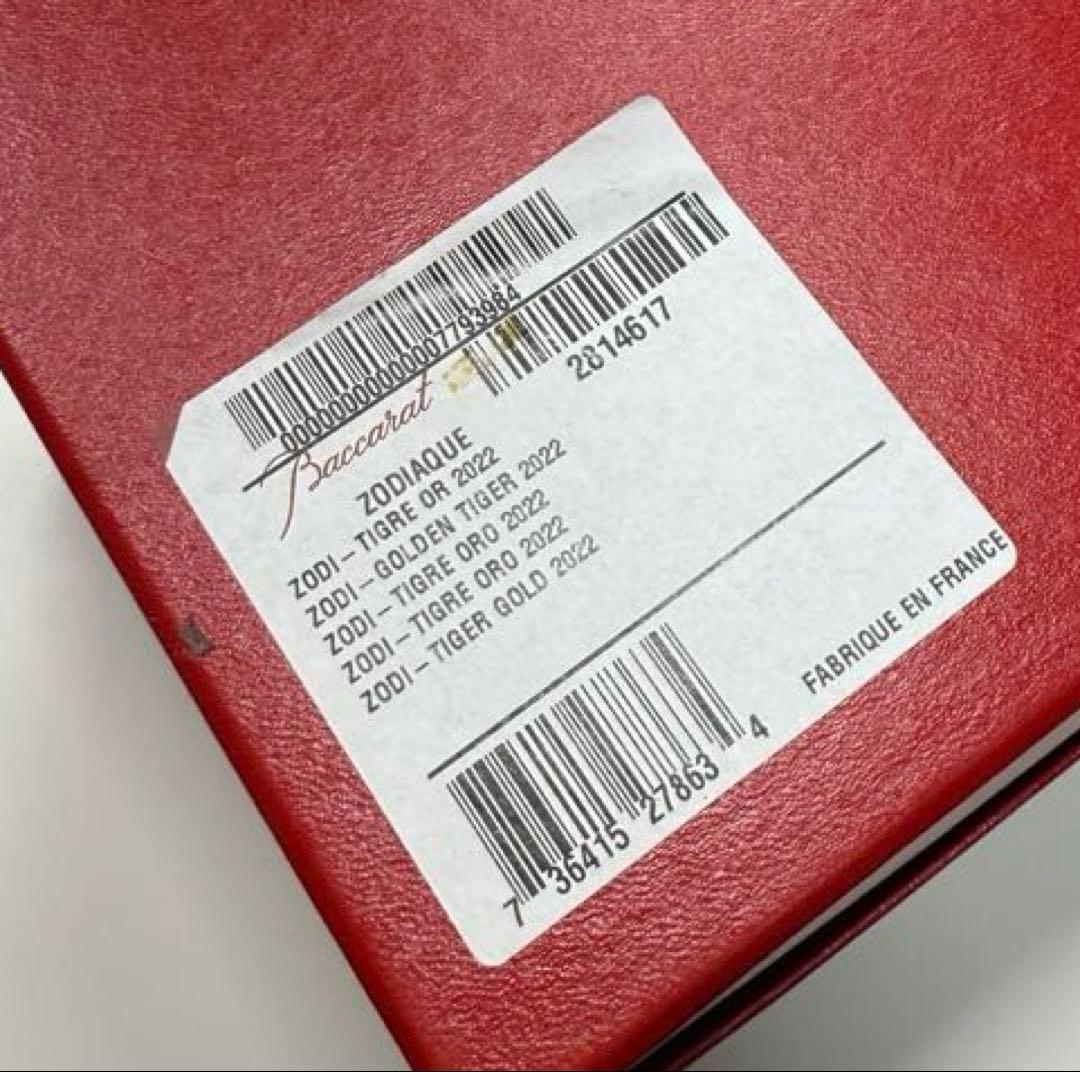 000000000000007793984
Baccarat
2814617
ZODIAQUE
ZODI-TIGRE OR 2022
ZODI-GOLDEN TIGER 2022
ZODI-TIGRE ORO 2022
ZODI-TIGRE ORO 2022
ZODI-TIGER GOLD 2022
FABRIQUE EN FRANCE
7 36415 27863 4